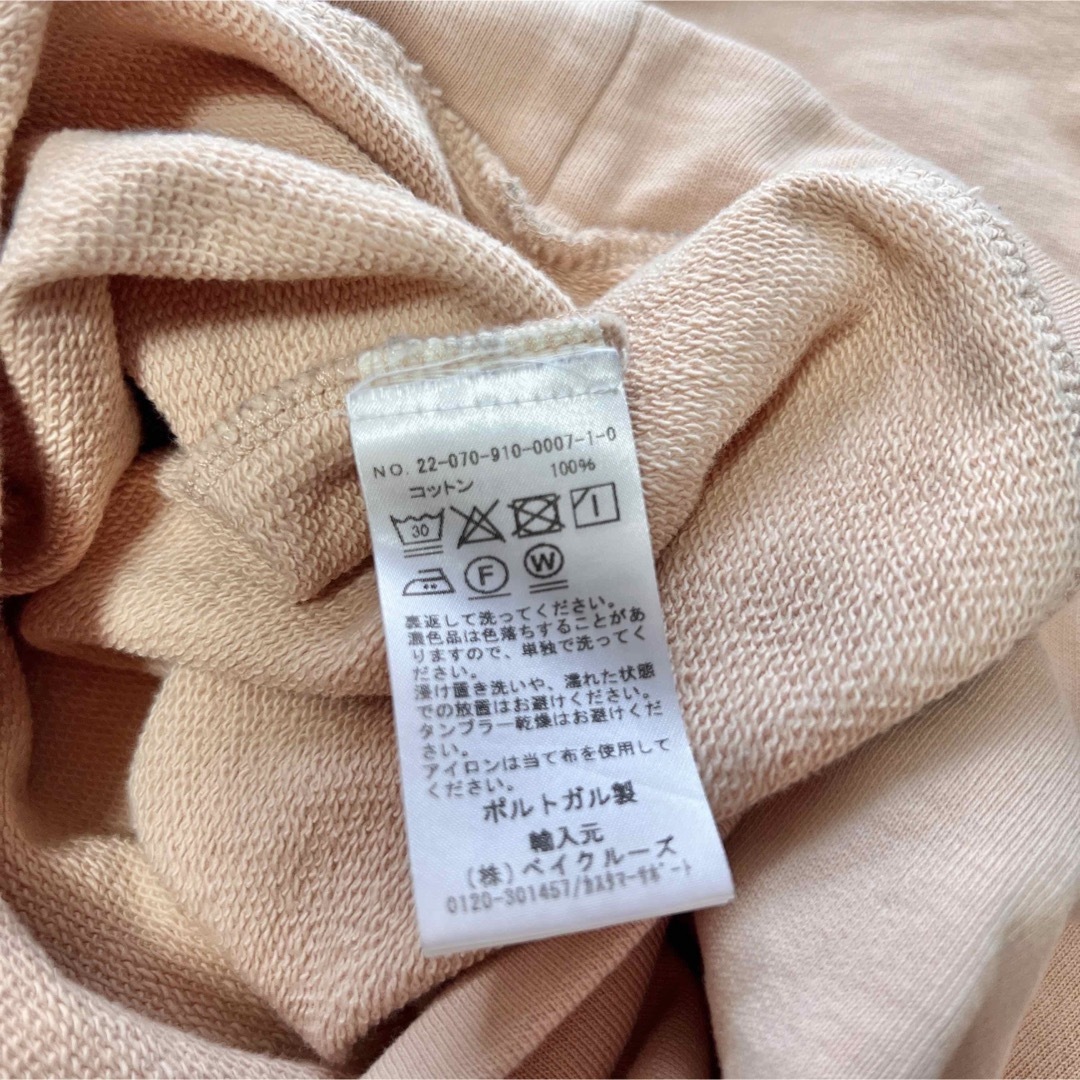 NO. 22-070-910-0007-1-0
コットン 100%
30
F W
裏返して洗ってください。
濃色品は色落ちすることがあ
りますので、単独で洗ってく
ださい。
漬け置き洗いや、濡れた状態
での放置はお避けください。
タンブラー乾燥はお避けくだ
さい。
アイロンは当て布を使用して
ください。
ポルトガル製
輸入元
(株)ベイクルーズ
0120-301457/カスタマーサポート